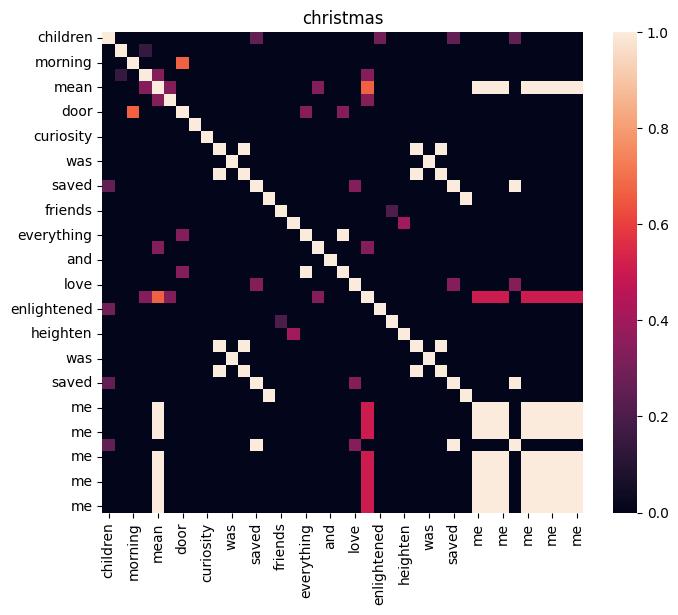 christmas
children
morning
mean
door
curiosity
was
saved
friends
everything
and
love
enlightened
heighten
was
saved
me
me
me
me
me
1.0
0.8
0.6
0.4
0.2
0.0
children
morning
mean
door
curiosity
was
saved
friends
everything
and
love
enlightened
heighten
was
saved
me
me
me
me
me